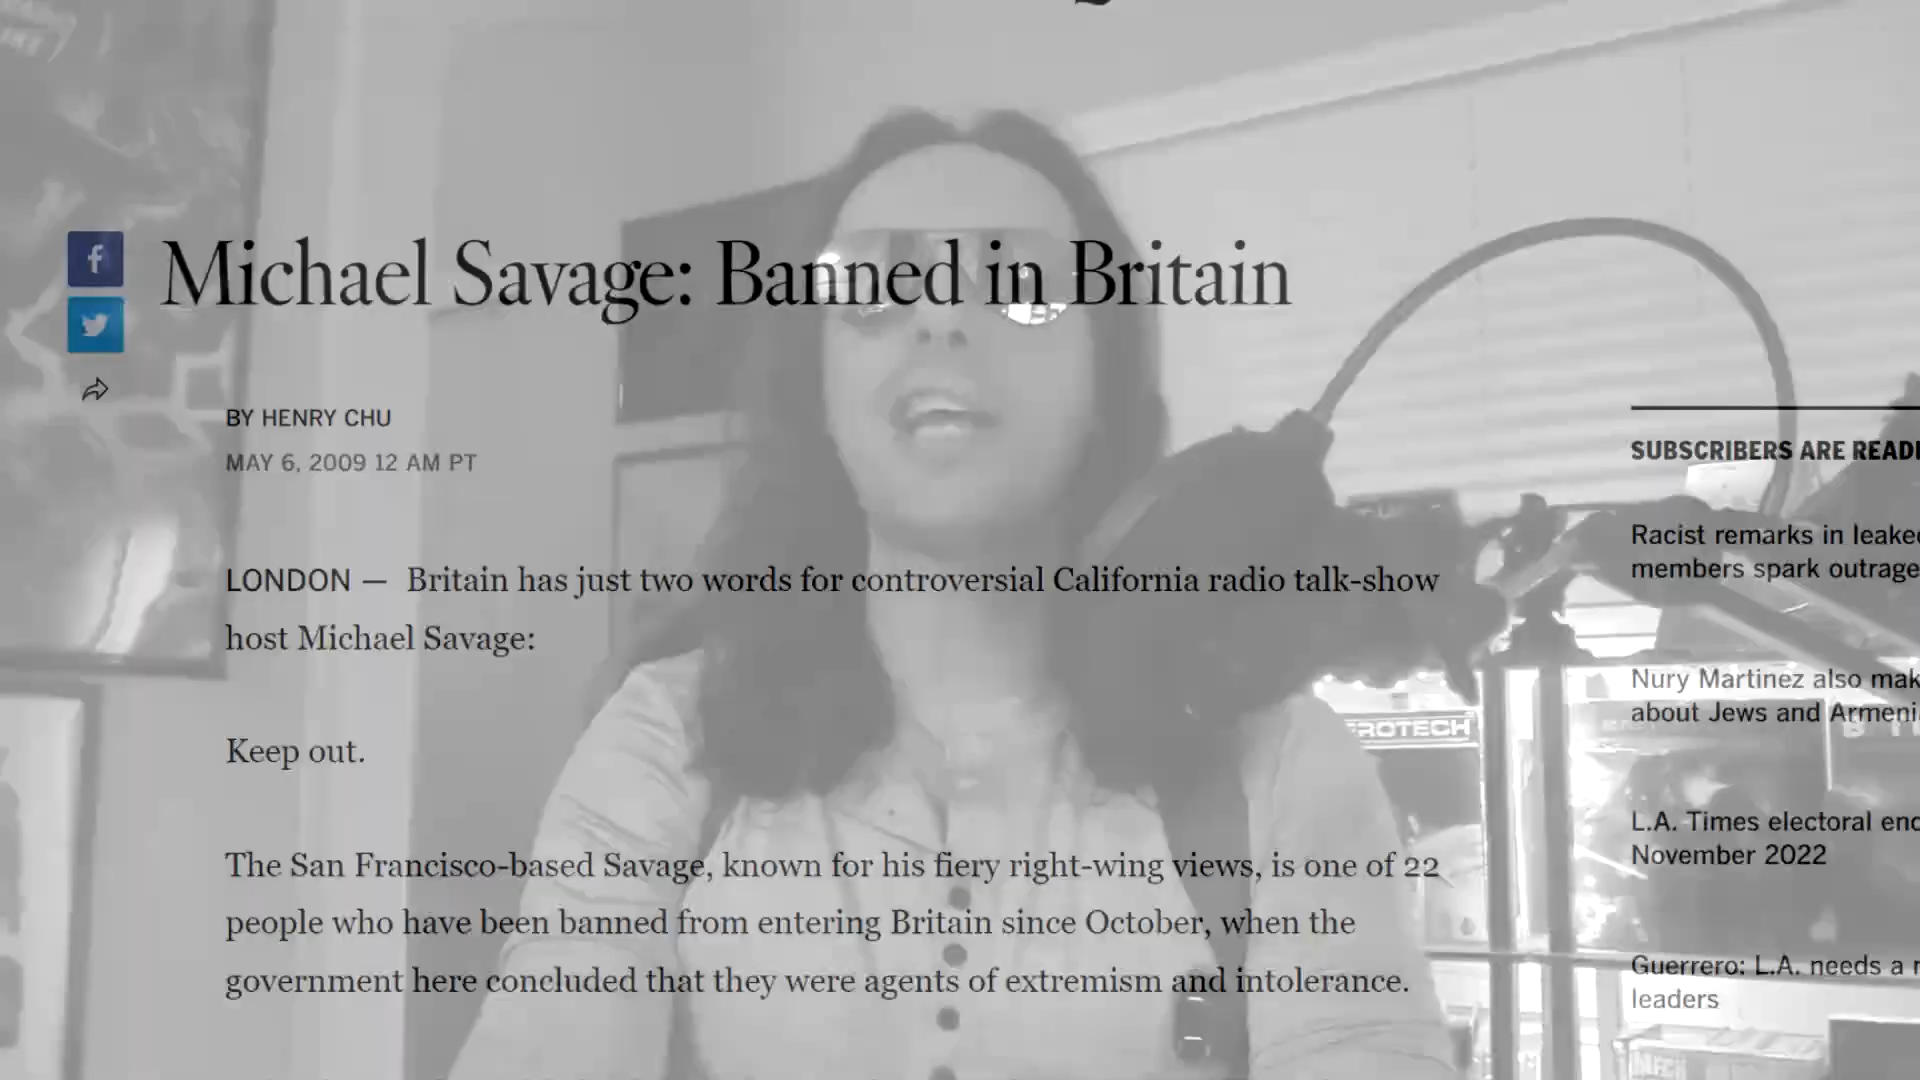 Michael Savage: Banned in Britain
BY HENRY CHU
MAY 6, 2009 12 AM PT
LONDON — Britain has just two words for controversial California radio talk-show
host Michael Savage:
Keep out.
The San Francisco-based Savage, known for his fiery right-wing views, is one of 22
people who have been banned from entering Britain since October, when the
government here concluded that they were agents of extremism and intolerance.
SUBSCRIBERS ARE
Racist remarks in
members spark outrage
Nury Martinez also
about Jews and
L.A. Times electoral
November 2022
Guerrero: L.A. needs a
leaders